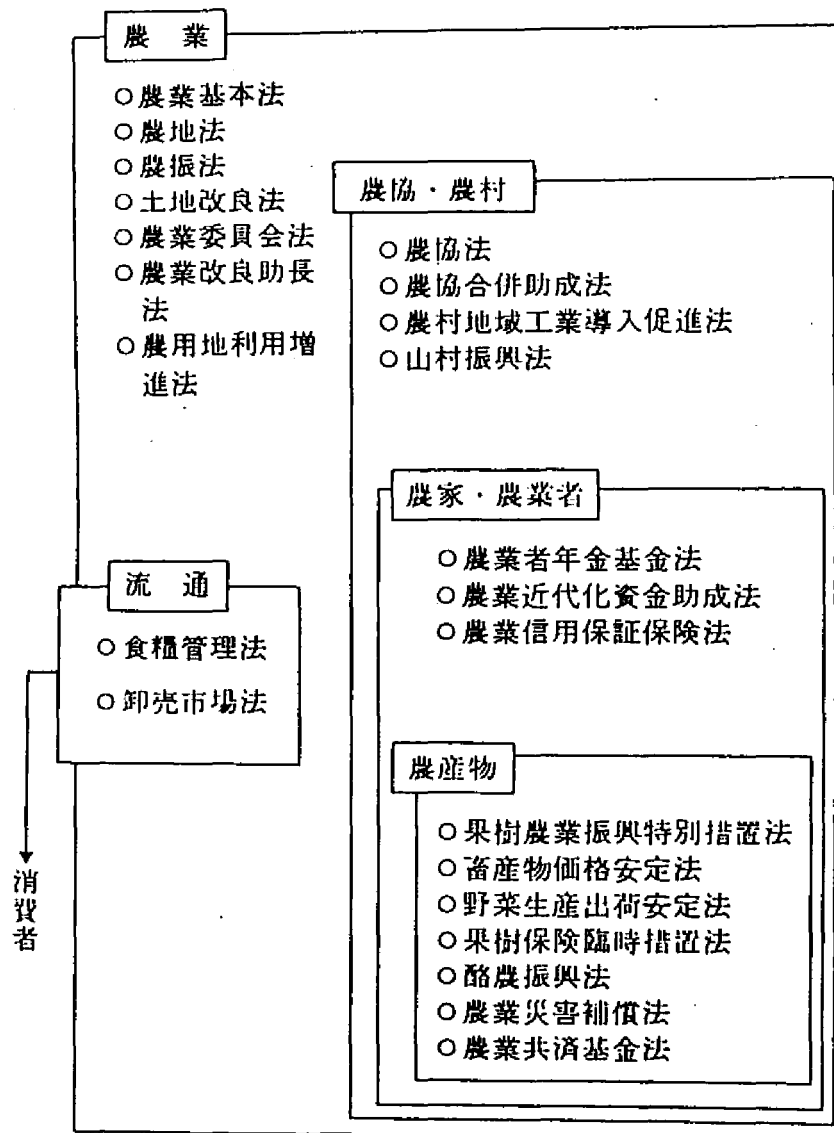 農業
○農業基本法
○農地法
○農振法
○土地改良法
○農業委員会法
○農業改良助長
法
○農用地利用増
進法
農協・農村
○農協法
○農協合併助成法
○農村地域工業導入促進法
○山村振興法
農家・農業者
○農業者年金基金法
○農業近代化資金助成法
○農業信用保証保険法
流通
○食糧管理法
○卸売市場法
農産物
○果樹農業振興特別措置法
○畜産物価格安定法
○野菜生産出荷安定法
○果樹保険臨時措置法
○酪農振興法
○農業災害補償法
○農業共済基金法
消費者